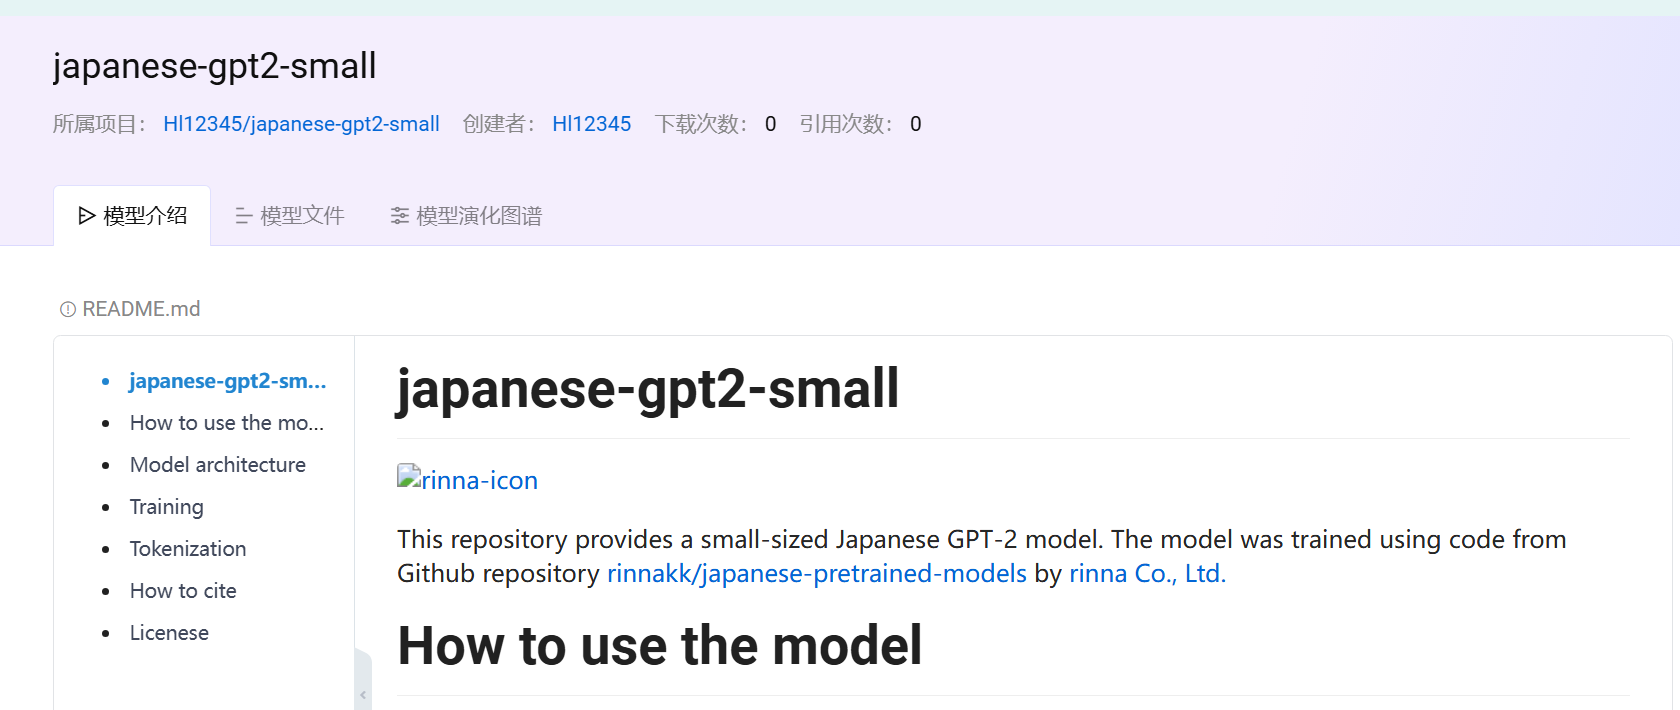 japanese-gpt2-small
所属项目： Hl12345/japanese-gpt2-small 创建者： Hl12345 下载次数： 0 引用次数： 0
模型介绍 模型文件 模型演化图谱
README.md
japanese-gpt2-sm...
How to use the mo...
Model architecture
Training
Tokenization
How to cite
Licenese
japanese-gpt2-small
rinna-icon
This repository provides a small-sized Japanese GPT-2 model. The model was trained using code from
Github repository rinnakk/japanese-pretrained-models by rinna Co., Ltd.
How to use the model